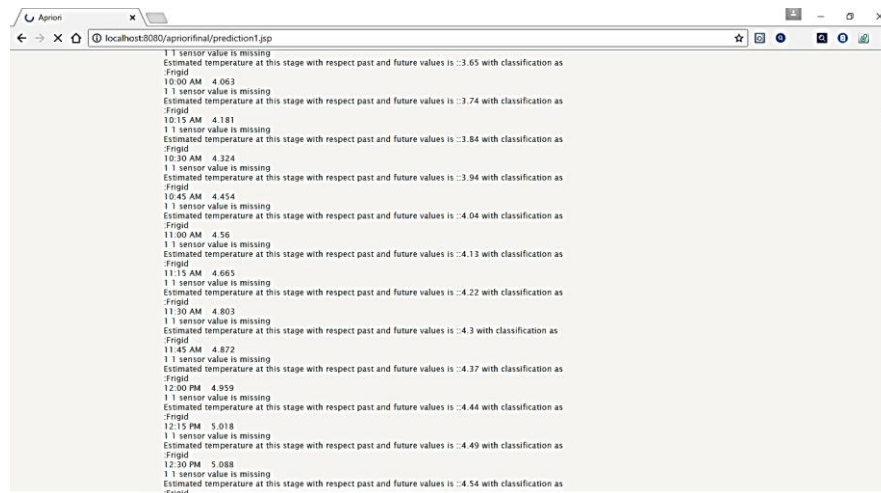 Apriori
localhost:8080/apriorifinal/prediction1.jsp
1 1 sensor value is missing
Estimated temperature at this stage with respect past and future values is ::3.65 with classification as
:Frigid
10:00 AM 4.063
1 1 sensor value is missing
Estimated temperature at this stage with respect past and future values is ::3.74 with classification as
:Frigid
10:15 AM 4.181
1 1 sensor value is missing
Estimated temperature at this stage with respect past and future values is ::3.84 with classification as
:Frigid
10:30 AM 4.324
1 1 sensor value is missing
Estimated temperature at this stage with respect past and future values is ::3.94 with classification as
:Frigid
10:45 AM 4.454
1 1 sensor value is missing
Estimated temperature at this stage with respect past and future values is ::4.04 with classification as
:Frigid
11:00 AM 4.56
1 1 sensor value is missing
Estimated temperature at this stage with respect past and future values is ::4.13 with classification as
:Frigid
11:15 AM 4.665
1 1 sensor value is missing
Estimated temperature at this stage with respect past and future values is ::4.22 with classification as
:Frigid
11:30 AM 4.803
1 1 sensor value is missing
Estimated temperature at this stage with respect past and future values is ::4.3 with classification as
:Frigid
11:45 AM 4.872
1 1 sensor value is missing
Estimated temperature at this stage with respect past and future values is ::4.37 with classification as
:Frigid
12:00 PM 4.959
1 1 sensor value is missing
Estimated temperature at this stage with respect past and future values is ::4.44 with classification as
:Frigid
12:15 PM 5.018
1 1 sensor value is missing
Estimated temperature at this stage with respect past and future values is ::4.49 with classification as
:Frigid
12:30 PM 5.088
1 1 sensor value is missing
Estimated temperature at this stage with respect past and future values is ::4.54 with classification as
:Frigid